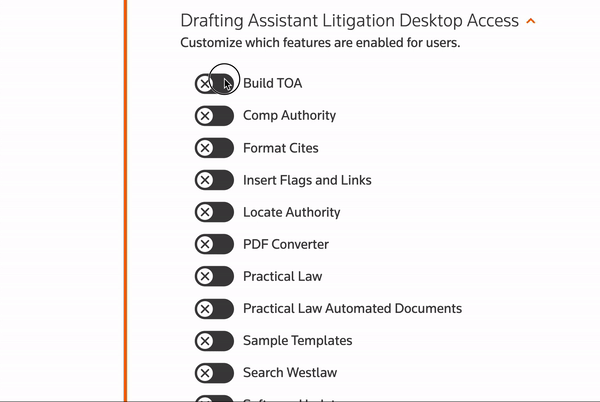 Drafting Assistant Litigation Desktop Access
Customize which features are enabled for users.
Build TOA
Comp Authority
Format Cites
Insert Flags and Links
Locate Authority
PDF Converter
Practical Law
Practical Law Automated Documents
Sample Templates
Search Westlaw